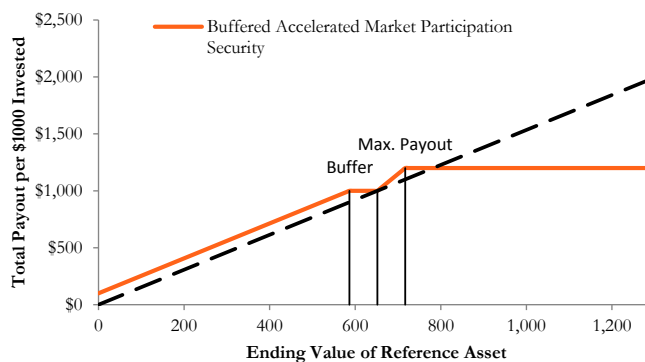 $2,500
$2,000
$1,500
$1,000
$500
$0
Total Payout per $1000 Invested
Buffered Accelerated Market Participation
Security
Max. Payout
Buffer
0
200
400
600
800
1,000
1,200
Ending Value of Reference Asset